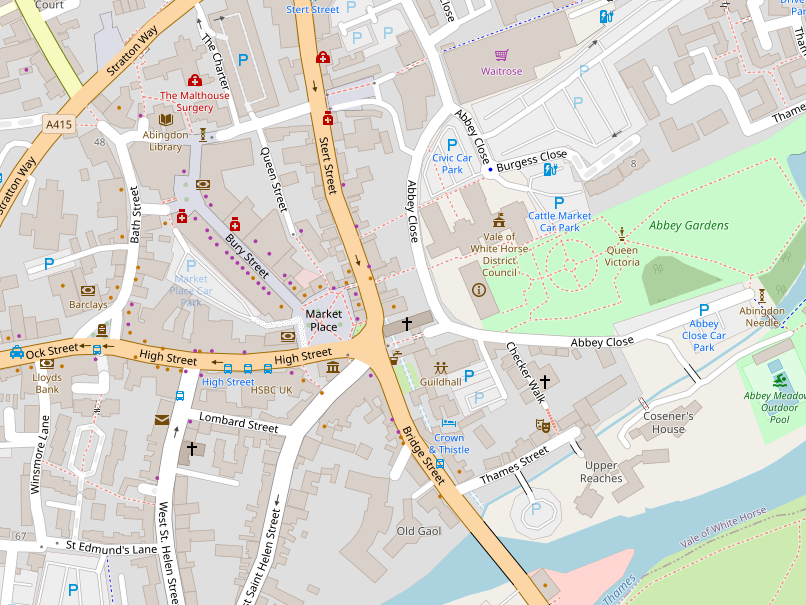 Court
Stratton Way
The Charter
Stert Street
P
P
P
Close
Drive
Par
Waitrose
P
P
The Malthouse
Surgery
A415
48
Abingdon
Library
Stratton Way
Queen Street
Stert Street
Abbey Close
P
Civic Car
Park
Burgess Close
8
Thames
Bath Street
Abbey Close
P
Cattle Market
Car Park
Abbey Gardens
Vale of
White Horse
District
Council
Queen
Victoria
Bury Street
P
P
Market
Place Car
Park
Barclays
Market
Place
P
Abbey
Close Car
Park
Abingdon
Needle
Abbey Close
Ock Street
High Street
High Street
High Street
HSBC UK
Lloyds
Bank
Guildhall
P
P
Checker Walk
Abbey Meadow
Outdoor
Pool
Cosener's
House
Lombard Street
Crown
& Thistle
Bridge Street
Thames Street
Upper
Reaches
P
Winsmore Lane
West St. Helen Street
st Saint Helen Street
Old Gaol
67
St Edmund's Lane
P
Vale of White Horse
Thames